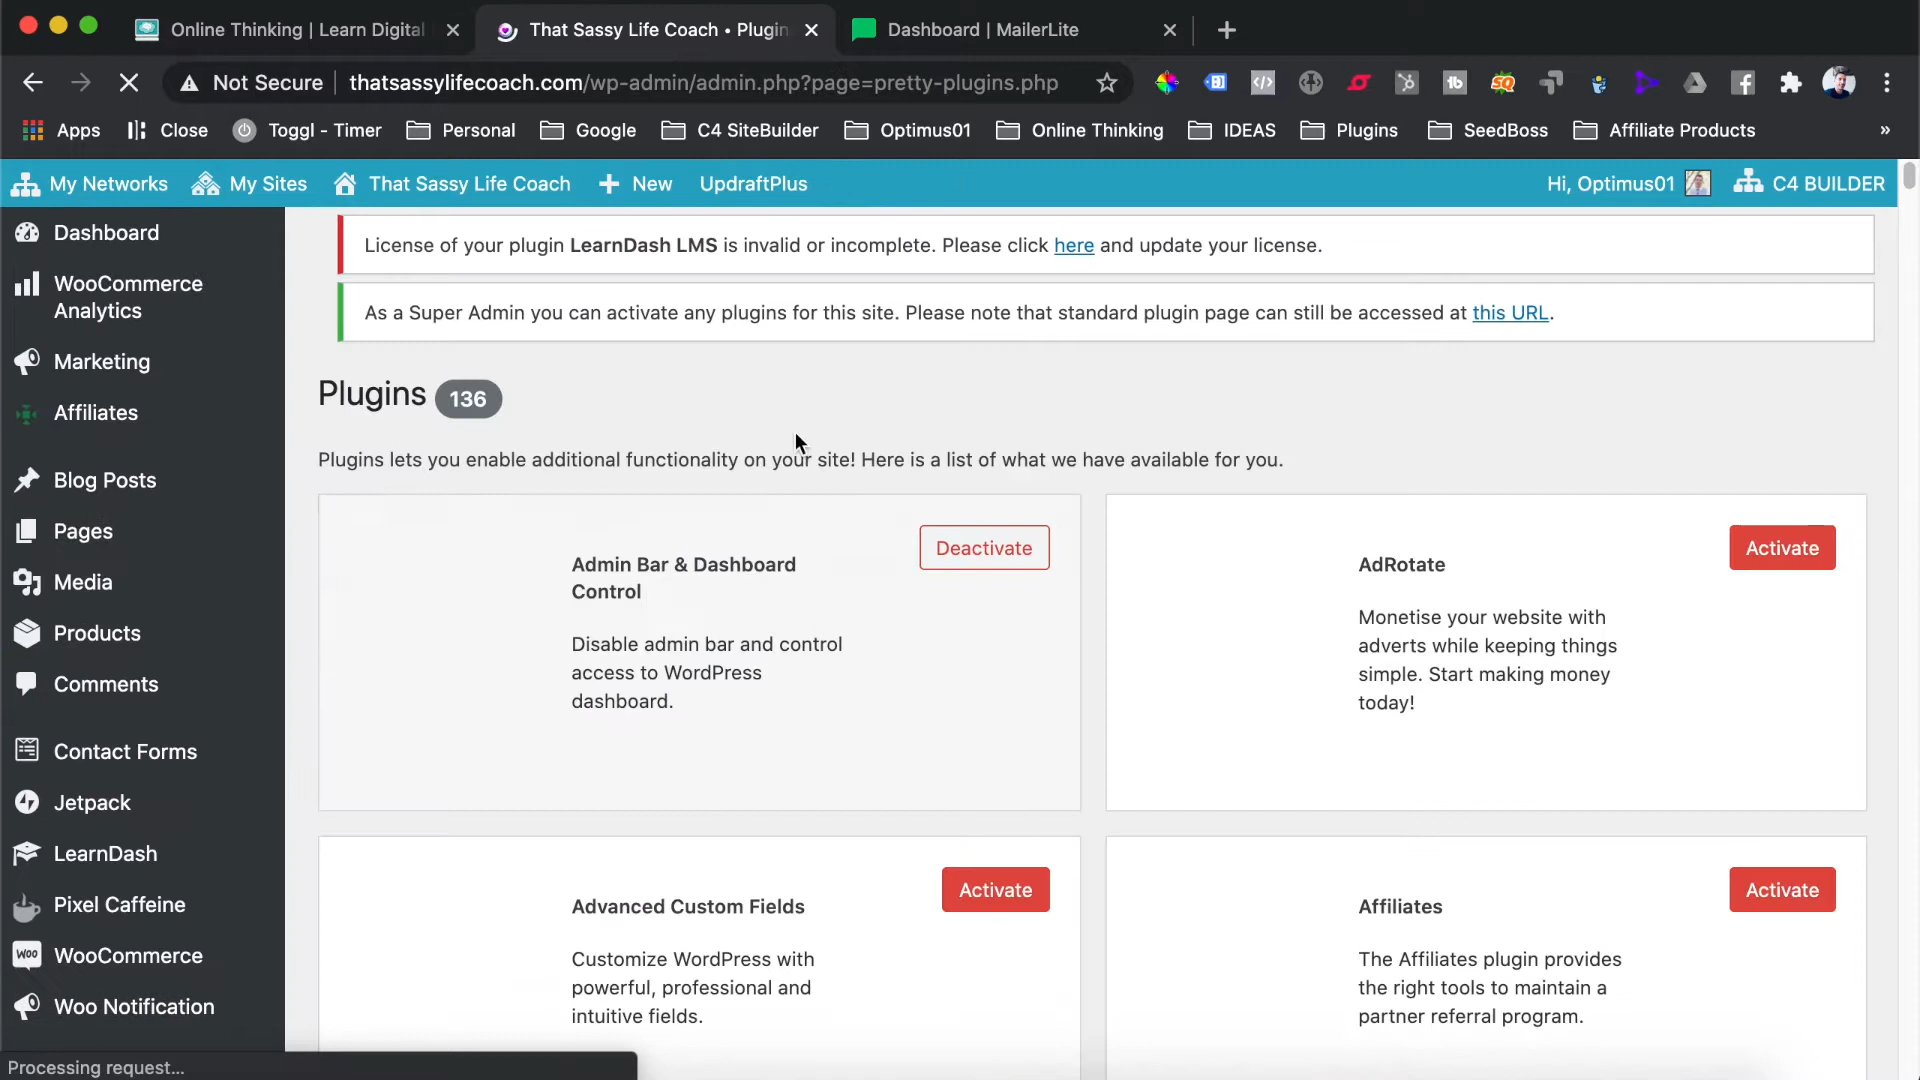 Online Thinking | Learn Digital
That Sassy Life Coach • Plugin
Dashboard | MailerLite
Not Secure
thatsassylifecoach.com/wp-admin/admin.php?page=pretty-plugins.php
Apps
Close
Toggl - Timer
Personal
Google
C4 SiteBuilder
Optimus01
Online Thinking
IDEAS
Plugins
SeedBoss
Affiliate Products
»
My Networks
My Sites
That Sassy Life Coach
New
UpdraftPlus
Hi, Optimus01
C4 BUILDER
Dashboard
WooCommerce
Analytics
Marketing
Affiliates
Blog Posts
Pages
Media
Products
Comments
Contact Forms
Jetpack
LearnDash
Pixel Caffeine
WooCommerce
Woo Notification
License of your plugin LearnDash LMS is invalid or incomplete. Please click here and update your license.
As a Super Admin you can activate any plugins for this site. Please note that standard plugin page can still be accessed at this URL.
Plugins 136
Plugins lets you enable additional functionality on your site! Here is a list of what we have available for you.
Admin Bar & Dashboard
Control
Deactivate
Disable admin bar and control
access to WordPress
dashboard.
AdRotate
Activate
Monetise your website with
adverts while keeping things
simple. Start making money
today!
Advanced Custom Fields
Activate
Customize WordPress with
powerful, professional and
intuitive fields.
Affiliates
Activate
The Affiliates plugin provides
the right tools to maintain a
partner referral program.
Processing request...